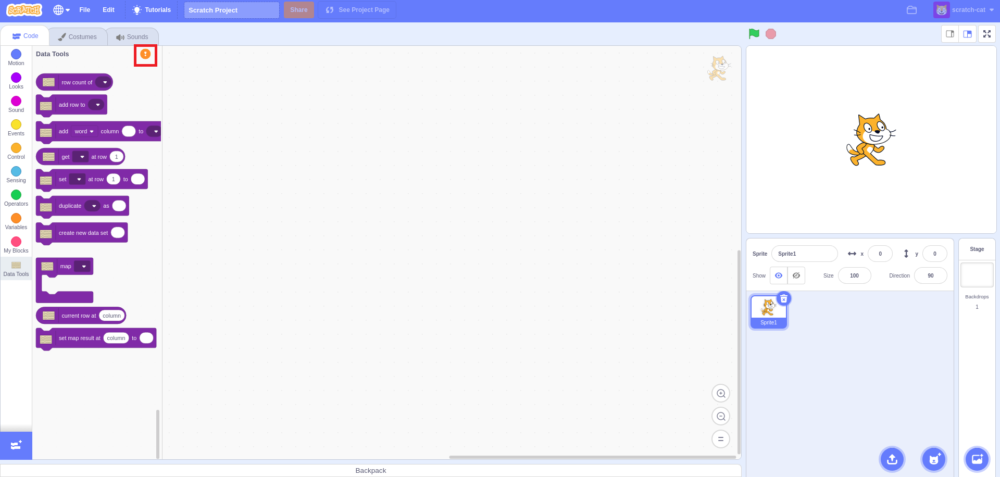 SCRATCH
File
Edit
Tutorials
Scratch Project
Share
See Project Page
scratch-cat
Code
Costumes
Sounds
Motion
Looks
Sound
Events
Control
Sensing
Operators
Variables
My Blocks
Data Tools
Data Tools
!
row count of
add row to
add word column to
get at row 1
set at row 1 to
duplicate as
create new data set
map
current row at column
set map result at column to
Backpack
Sprite Sprite1 x 0 y 0
Show Size 100 Direction 90
Sprite1
Stage
Backdrops
1